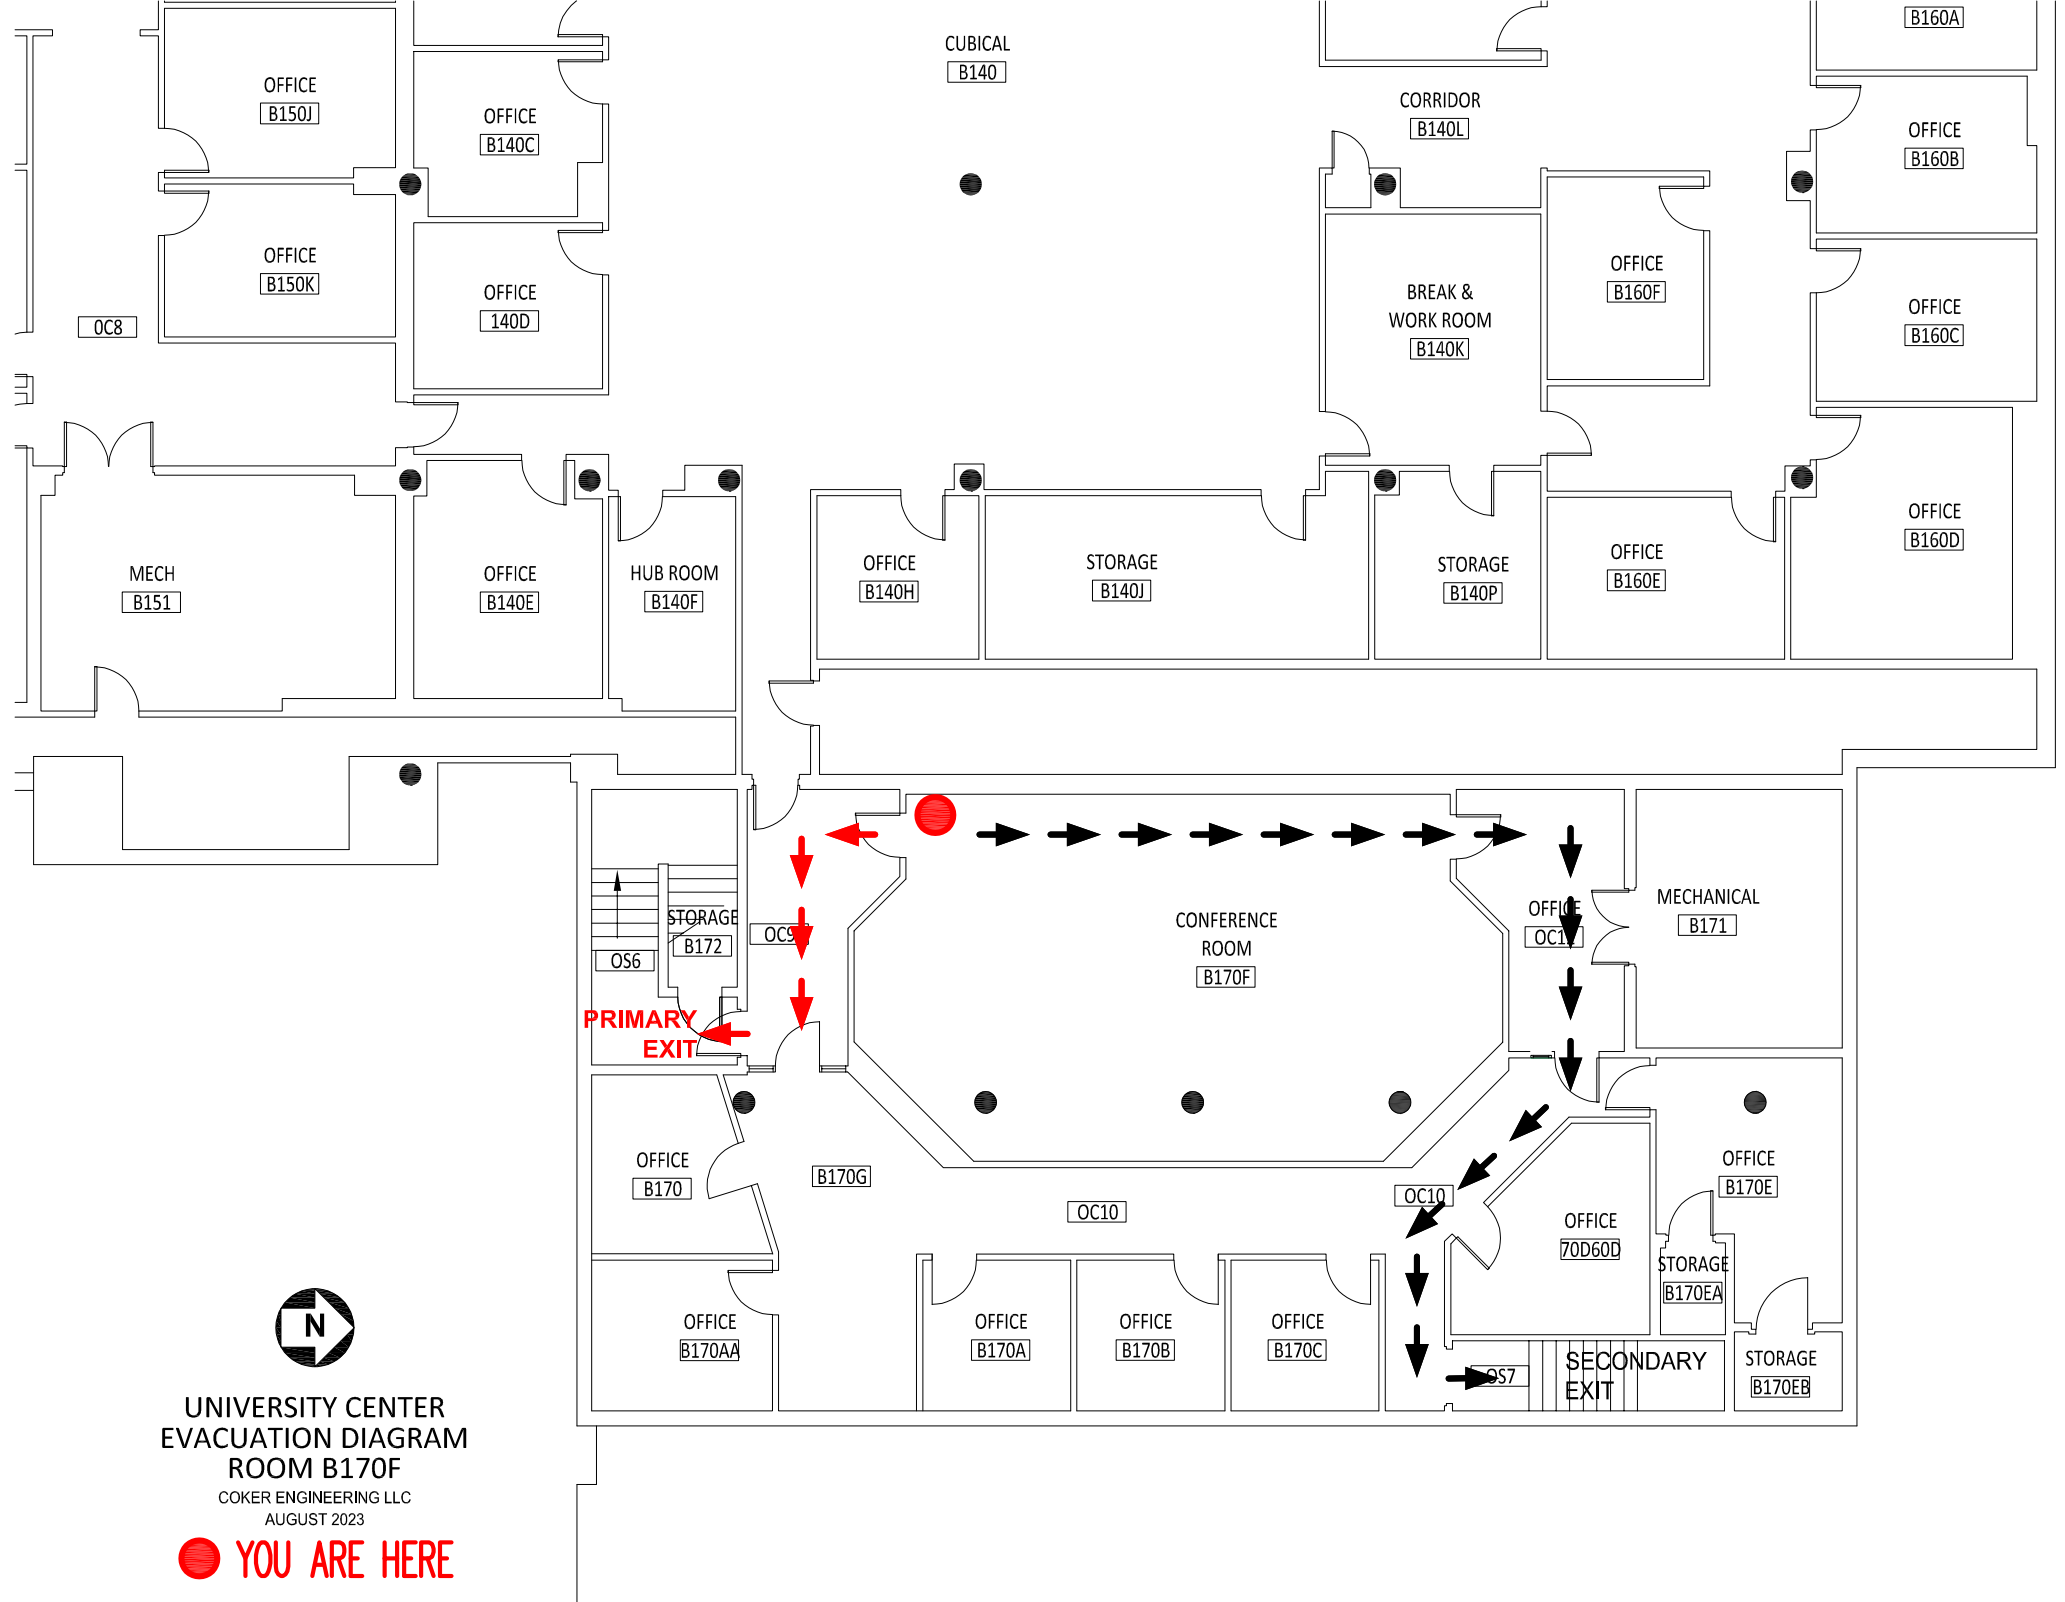 B160A
CUBICAL
B140
OFFICE
B150J
CORRIDOR
B140L
OFFICE
B140C
OFFICE
B160B
OFFICE
B150K
OFFICE
B160F
OFFICE
140D
BREAK &
WORK ROOM
B140K
OFFICE
B160C
0C8
OFFICE
B160D
OFFICE
B160E
MECH
B151
OFFICE
B140E
HUB ROOM
B140F
OFFICE
B140H
STORAGE
B140J
STORAGE
B140P
MECHANICAL
B171
STORAGE
B172
OC9
OFFICE
CONFERENCE
ROOM
B170F
OS6
PRIMARY
EXIT
OFFICE
B170
B170G
OC10
OC10
OFFICE
B170E
OFFICE
70D60D
STORAGE
B170EA
OFFICE
B170AA
OFFICE
B170A
OFFICE
B170B
OFFICE
B170C
OS7
SECONDARY
EXIT
STORAGE
B170EB
N
UNIVERSITY CENTER
EVACUATION DIAGRAM
ROOM B170F
COKER ENGINEERING LLC
AUGUST 2023
YOU ARE HERE